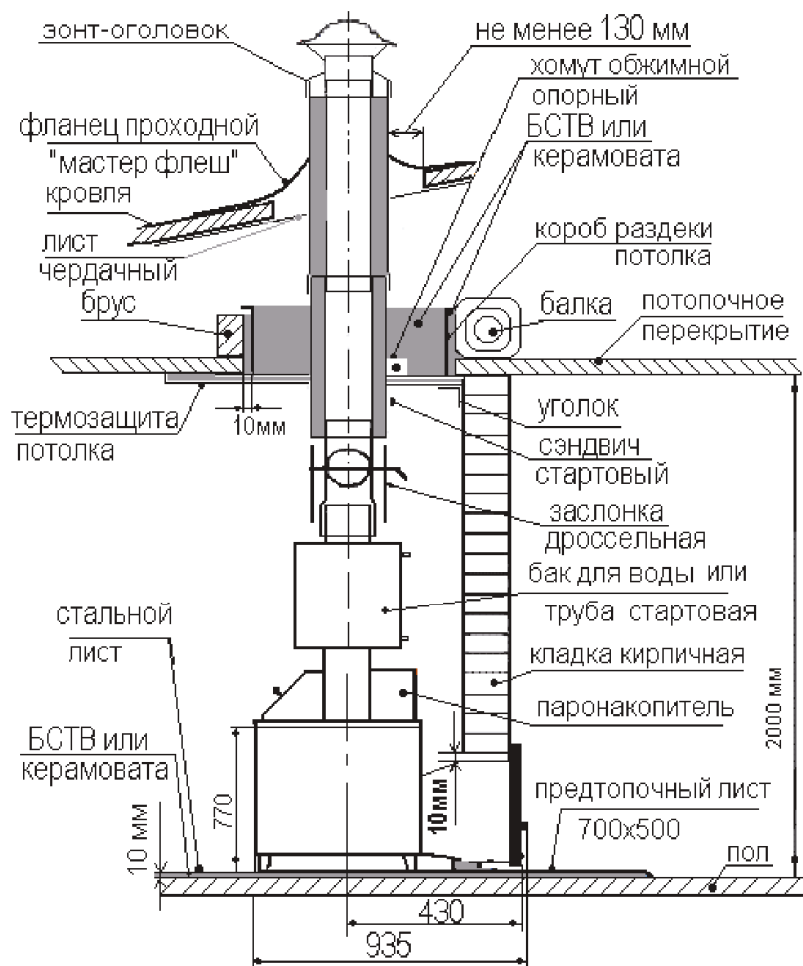 зонт-оголовок
не менее 130 мм
хомут обжимной
опорный
фланец проходной
"мастер флеш"
кровля
БСТВ или
керамовата
лист
чердачный
брус
короб раздеки
потолка
балка
потопочное
перекрытие
термозащита
потолка
10мм
уголок
сэндвич
стартовый
заслонка
дроссельная
бак для воды или
труба стартовая
стальной
лист
кладка кирпичная
паронакопитель
2000 мм
БСТВ или
керамовата
770
10мм
10 мм
предтопочный лист
700х500
пол
430
935